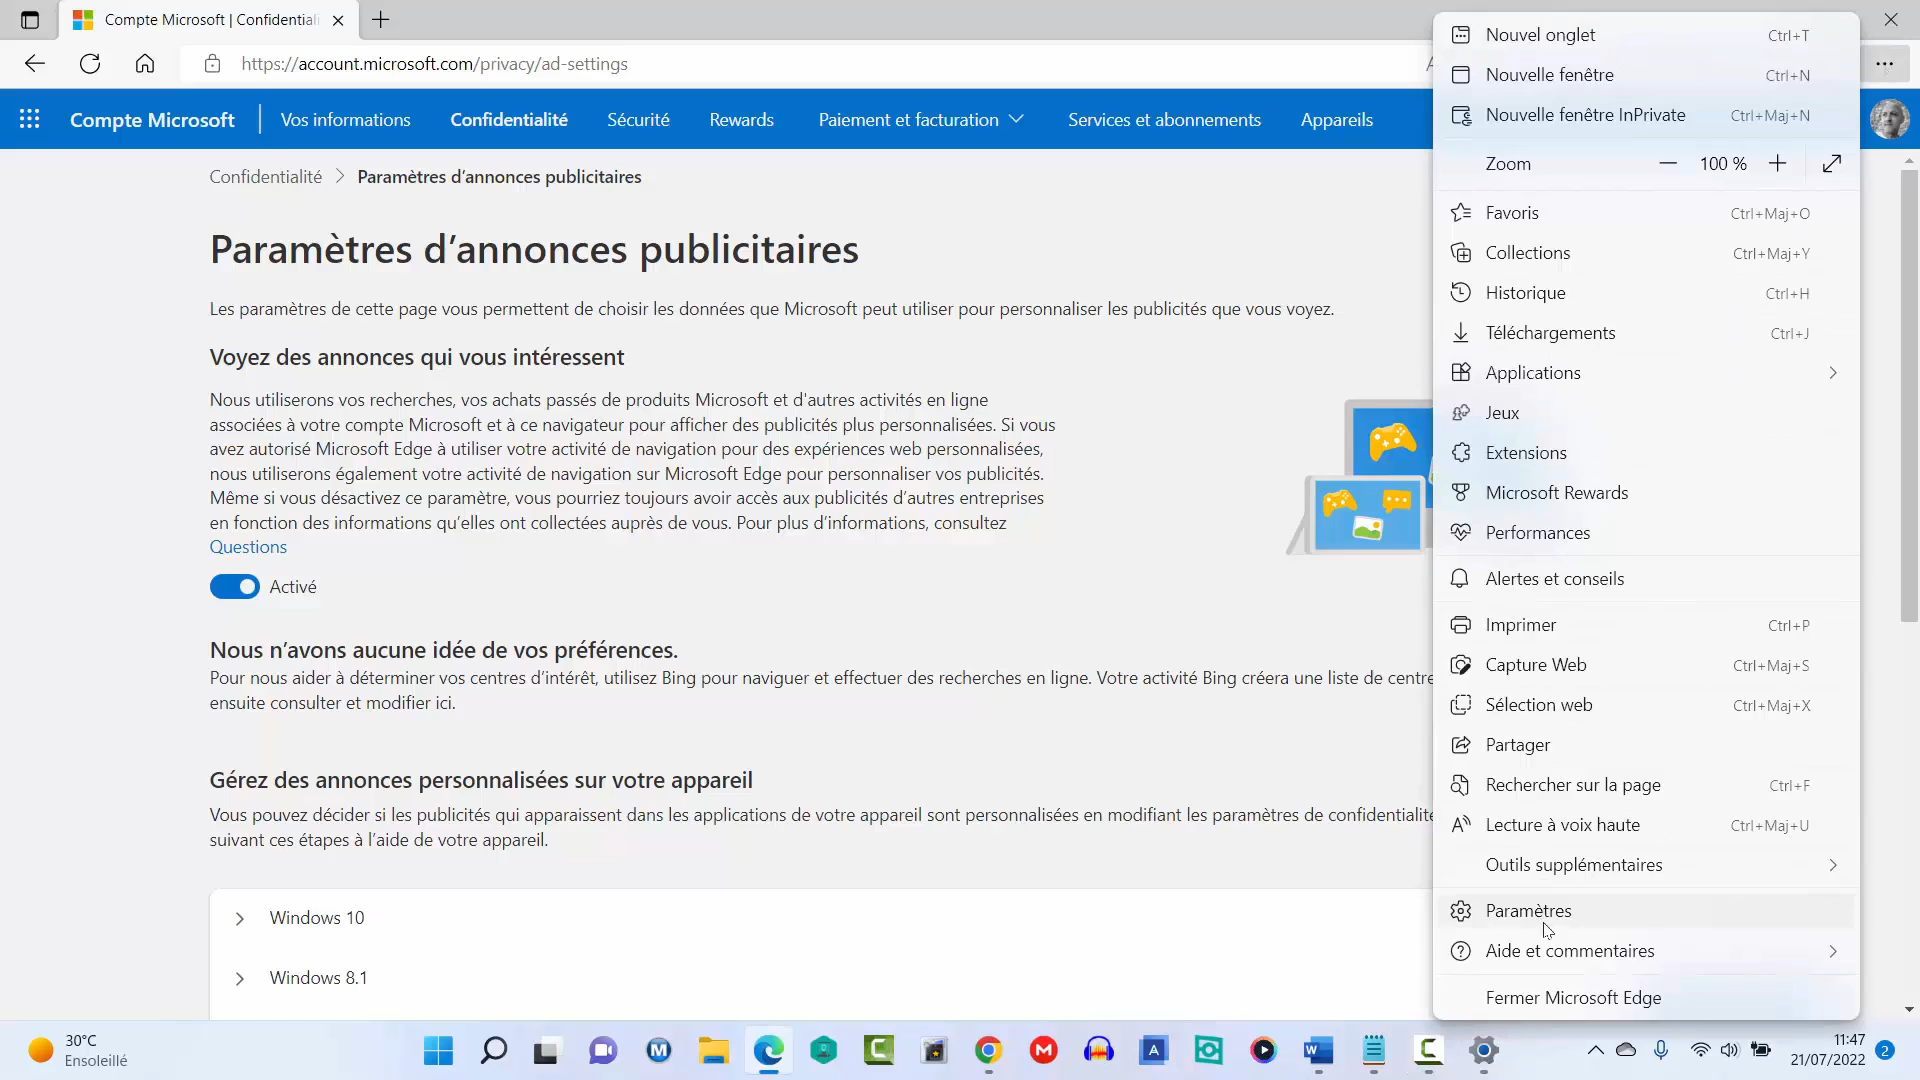 Compte Microsoft | Confidentiali
https://account.microsoft.com/privacy/ad-settings
Compte Microsoft
Vos informations
Confidentialité
Sécurité
Rewards
Paiement et facturation
Services et abonnements
Appareils
Confidentialité > Paramètres d’annonces publicitaires
Paramètres d’annonces publicitaires
Les paramètres de cette page vous permettent de choisir les données que Microsoft peut utiliser pour personnaliser les publicités que vous voyez.
Voyez des annonces qui vous intéressent
Nous utiliserons vos recherches, vos achats passés de produits Microsoft et d'autres activités en ligne
associées à votre compte Microsoft et à ce navigateur pour afficher des publicités plus personnalisées. Si vous
avez autorisé Microsoft Edge à utiliser votre activité de navigation pour des expériences web personnalisées,
nous utiliserons également votre activité de navigation sur Microsoft Edge pour personnaliser vos publicités.
Même si vous désactivez ce paramètre, vous pourriez toujours avoir accès aux publicités d’autres entreprises
en fonction des informations qu’elles ont collectées auprès de vous. Pour plus d’informations, consultez
Questions
Activé
Nous n’avons aucune idée de vos préférences.
Pour nous aider à déterminer vos centres d’intérêt, utilisez Bing pour naviguer et effectuer des recherches en ligne. Votre activité Bing créera une liste de centre
ensuite consulter et modifier ici.
Gérez des annonces personnalisées sur votre appareil
Vous pouvez décider si les publicités qui apparaissent dans les applications de votre appareil sont personnalisées en modifiant les paramètres de confidentialité
suivant ces étapes à l’aide de votre appareil.
Windows 10
Windows 8.1
Nouvel onglet Ctrl+T
Nouvelle fenêtre Ctrl+N
Nouvelle fenêtre InPrivate Ctrl+Maj+N
Zoom — 100 % +
Favoris Ctrl+Maj+O
Collections Ctrl+Maj+Y
Historique Ctrl+H
Téléchargements Ctrl+J
Applications
Jeux
Extensions
Microsoft Rewards
Performances
Alertes et conseils
Imprimer Ctrl+P
Capture Web Ctrl+Maj+S
Sélection web Ctrl+Maj+X
Partager
Rechercher sur la page Ctrl+F
Lecture à voix haute Ctrl+Maj+U
Outils supplémentaires
Paramètres
Aide et commentaires
Fermer Microsoft Edge
30°C
Ensoleillé
11:47
21/07/2022
2